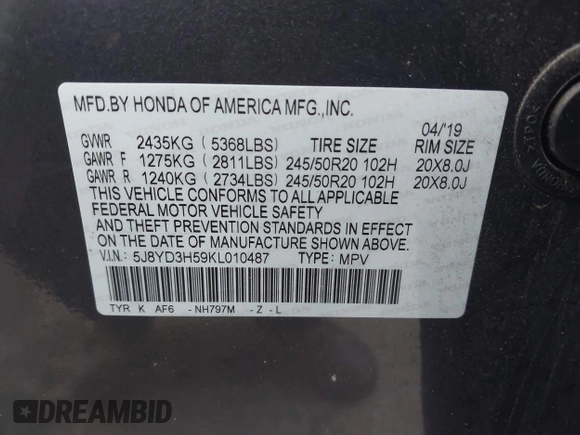 MFD.BY HONDA OF AMERICA MFG.,INC.
04/'19
GVWR 2435KG ( 5368LBS ) TIRE SIZE RIM SIZE
GAWR F 1275KG ( 2811LBS ) 245/50R20 102H 20X8.0J
GAWR R 1240KG ( 2734LBS ) 245/50R20 102H 20X8.0J
THIS VEHICLE CONFORMS TO ALL APPLICABLE
FEDERAL MOTOR VEHICLE SAFETY
AND THEFT PREVENTION STANDARDS IN EFFECT
ON THE DATE OF MANUFACTURE SHOWN ABOVE.
V.I.N.: 5J8YD3H59KL010487 TYPE: MPV
TYR K AF6 -NH797M -Z-L
DREAMBID